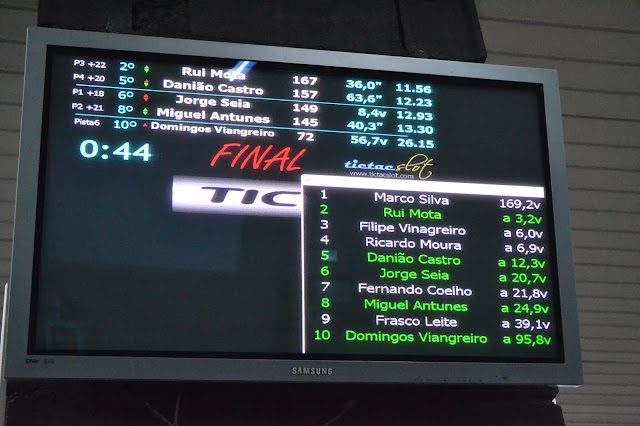 P3 +22 2º Rui Mota 167 36,0" 11.56
P4 +20 5º Danião Castro 157 63,6" 12.23
P1 +18 6º Jorge Seia 149 8,4v 12.93
P2 +21 8º Miguel Antunes 145 40,3" 13.30
Pista6 10º Domingos Viangreiro 72 56,7v 26.15
0:44 FINAL tictac slot
www.tictacslot.com
TIC
1 Marco Silva 169,2v
2 Rui Mota a 3,2v
3 Filipe Vinagreiro a 6,0v
4 Ricardo Moura a 6,9v
5 Danião Castro a 12,3v
6 Jorge Seia a 20,7v
7 Fernando Coelho a 21,8v
8 Miguel Antunes a 24,9v
9 Frasco Leite a 39,1v
10 Domingos Viangreiro a 95,8v
SAMSUNG